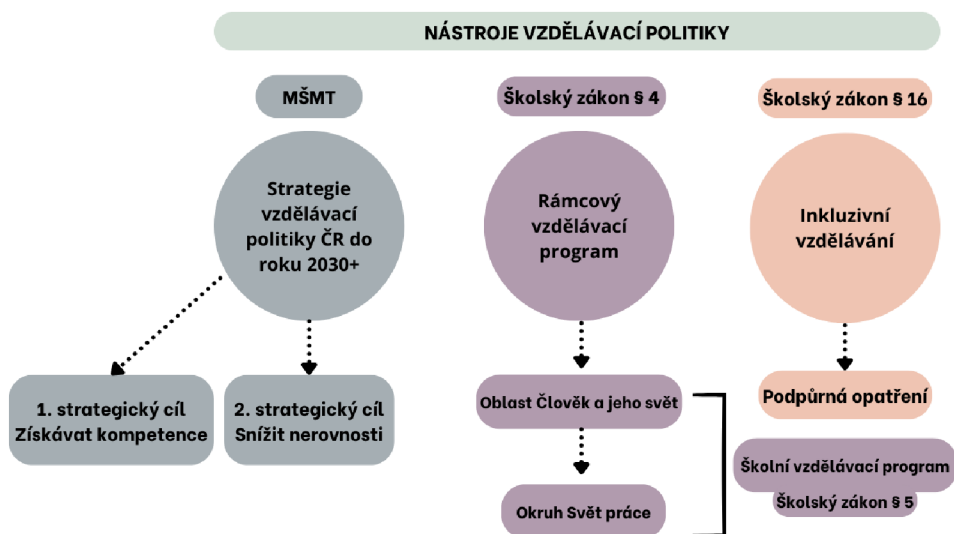 NÁSTROJE VZDĚLÁVACÍ POLITIKY
MŠMT
Strategie
vzdělávací
politiky ČR do
roku 2030+
1. strategický cíl
Získávat kompetence
2. strategický cíl
Snížit nerovnosti
Školský zákon § 4
Rámcový
vzdělávací
program
Oblast Člověk a jeho svět
Okruh Svět práce
Školský zákon § 16
Inkluzivní
vzdělávání
Podpůrná opatření
Školní vzdělávací program
Školský zákon § 5